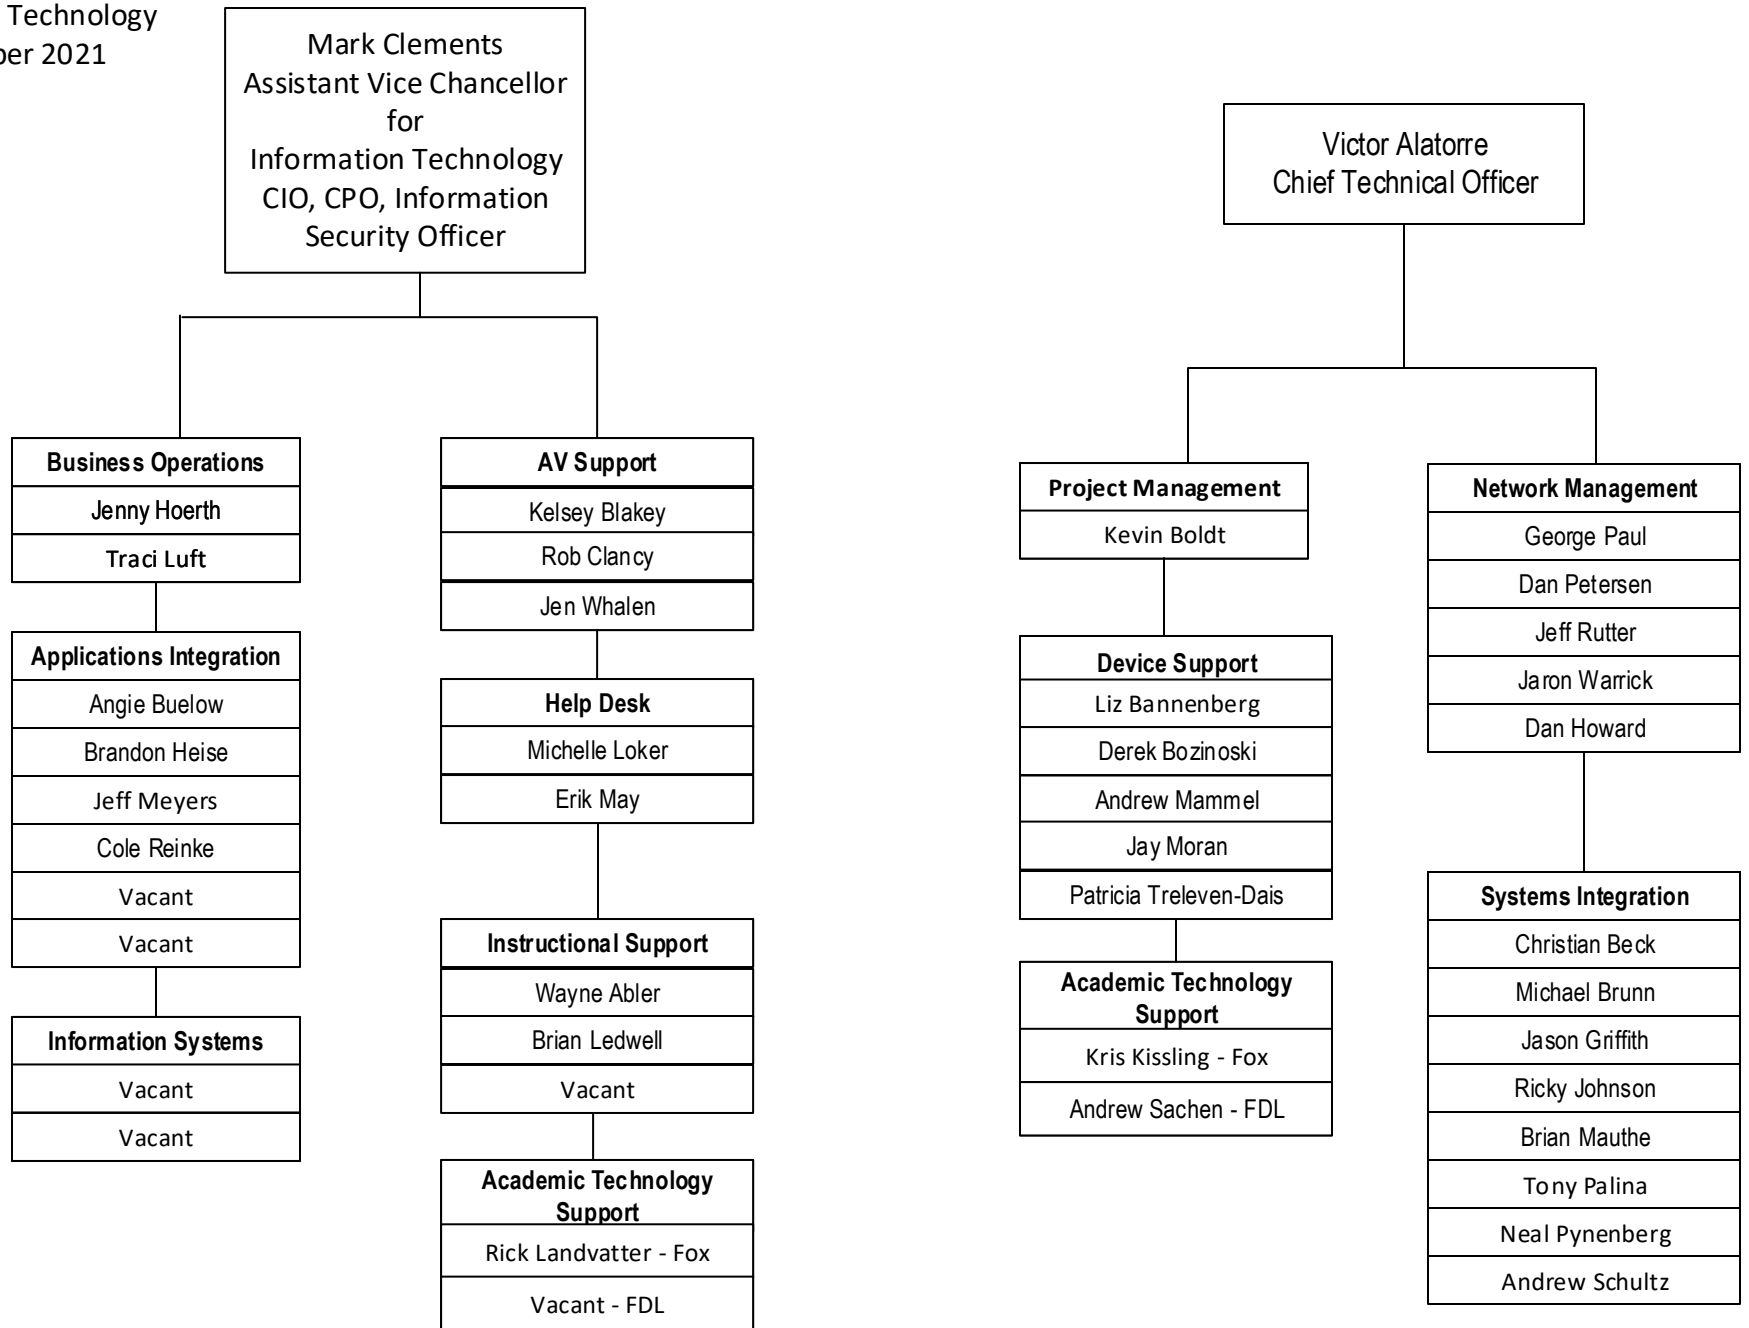 Technology
2021
Mark Clements
Assistant Vice Chancellor
for
Information Technology
CIO, CPO, Information
Security Officer
Victor Alatorre
Chief Technical Officer
Business Operations
Jenny Hoerth
Traci Luft
Applications Integration
Angie Buelow
Brandon Heise
Jeff Meyers
Cole Reinke
Vacant
Vacant
Information Systems
Vacant
Vacant
AV Support
Kelsey Blakey
Rob Clancy
Jen Whalen
Help Desk
Michelle Loker
Erik May
Instructional Support
Wayne Abler
Brian Ledwell
Vacant
Academic Technology
Support
Rick Landvatter - Fox
Vacant - FDL
Project Management
Kevin Boldt
Device Support
Liz Bannenberg
Derek Bozinoski
Andrew Mammel
Jay Moran
Patricia Treleven-Dais
Academic Technology
Support
Kris Kissling - Fox
Andrew Sachen - FDL
Network Management
George Paul
Dan Petersen
Jeff Rutter
Jaron Warrick
Dan Howard
Systems Integration
Christian Beck
Michael Brunn
Jason Griffith
Ricky Johnson
Brian Mauthe
Tony Palina
Neal Pynenberg
Andrew Schultz